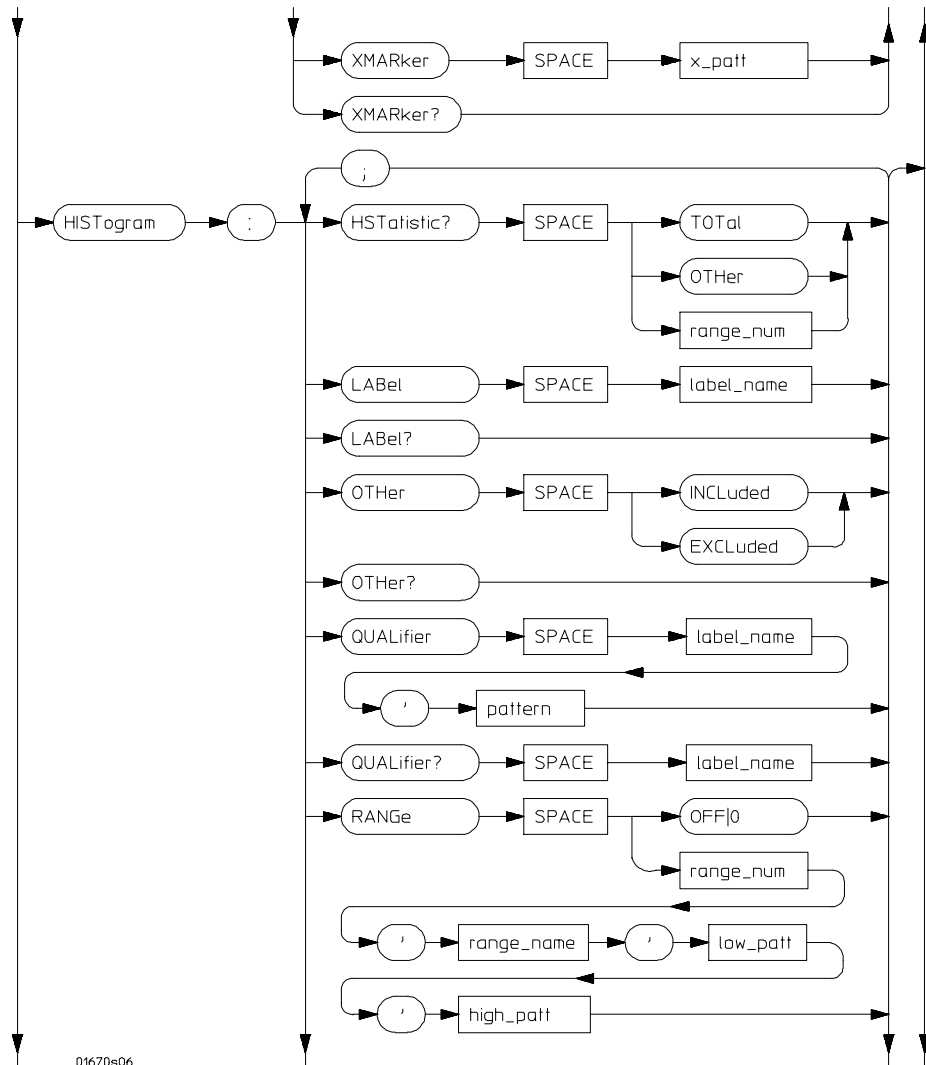 XMARker SPACE x_patt
XMARker?
;
HISTogram : HSTatistic? SPACE TOTal
OTHer
range_num
LABel SPACE label_name
LABel?
OTHer SPACE INCLuded
EXCLuded
OTHer?
QUALifier SPACE label_name
, pattern
QUALifier? SPACE label_name
RANGe SPACE OFF|0
range_num
, range_name , low_patt
, high_patt
01670s06